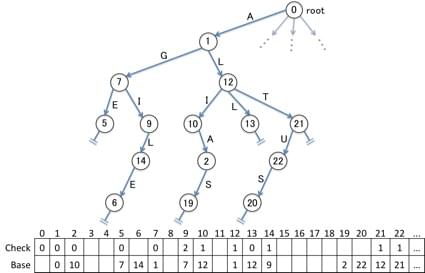 A 0 root
1
G L
7 12
E I I L T
5 9 10 13 21
L A U
14 2 22
E S S
6 19 20
0 1 2 3 4 5 6 7 8 9 10 11 12 13 14 15 16 17 18 19 20 21 22 ...
Check 0 0 0 0 0 2 1 1 0 1 1 1 ...
Base 0 10 7 14 1 7 12 1 12 9 2 22 12 ...